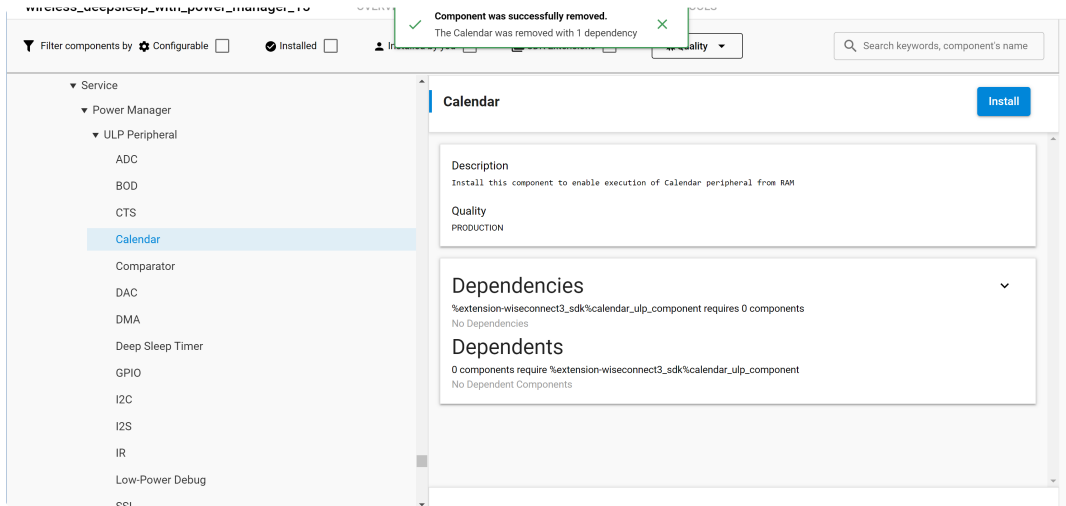 wireless_deepsleep_with_power_manager_15
Component was successfully removed.
The Calendar was removed with 1 dependency
Filter components by
Configurable
Installed
Quality
Search keywords, component's name
Service
Power Manager
ULP Peripheral
ADC
BOD
CTS
Calendar
Comparator
DAC
DMA
Deep Sleep Timer
GPIO
I2C
I2S
IR
Low-Power Debug
SSI
Calendar
Install
Description
Install this component to enable execution of Calendar peripheral from RAM
Quality
PRODUCTION
Dependencies
%extension-wiseconnect3_sdk%calendar_ulp_component requires 0 components
No Dependencies
Dependents
0 components require %extension-wiseconnect3_sdk%calendar_ulp_component
No Dependent Components